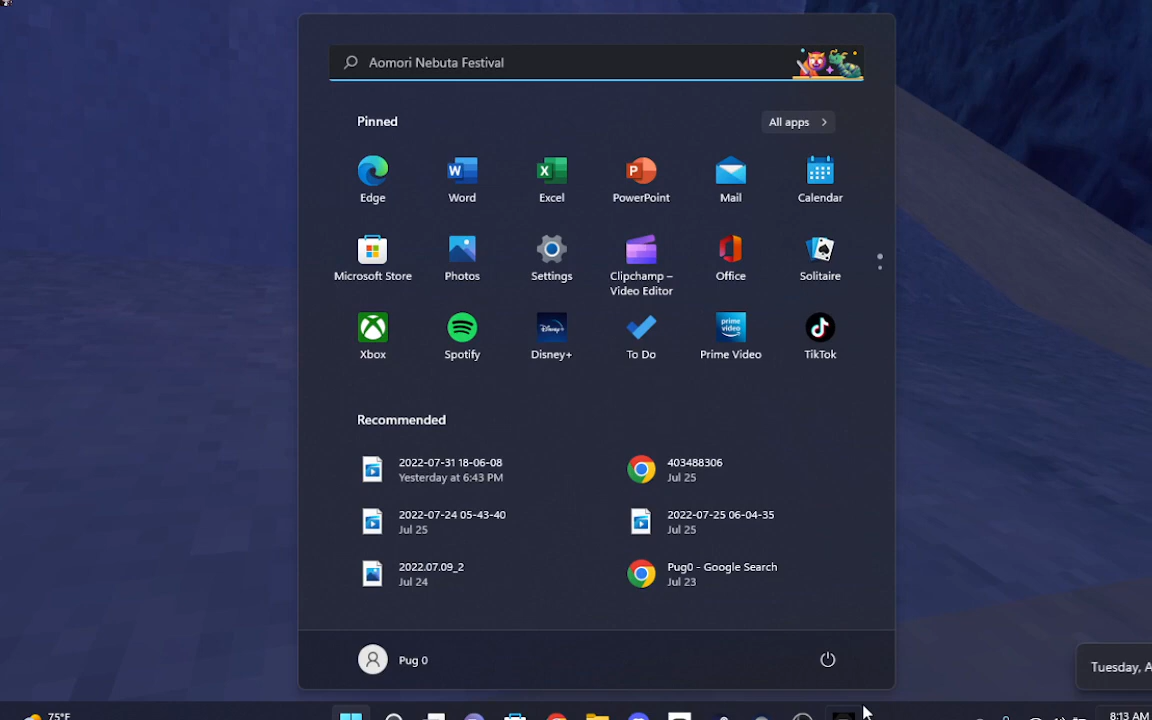 Aomori Nebuta Festival
Pinned
All apps
Edge
Word
Excel
PowerPoint
Mail
Calendar
Microsoft Store
Photos
Settings
Clipchamp –
Video Editor
Office
Solitaire
Xbox
Spotify
Disney+
To Do
prime
video
Prime Video
TikTok
Recommended
2022-07-31 18-06-08
Yesterday at 6:43 PM
403488306
Jul 25
2022-07-24 05-43-40
Jul 25
2022-07-25 06-04-35
Jul 25
2022.07.09_2
Jul 24
Pug0 - Google Search
Jul 23
Pug 0
Tuesday, A
75°F
8:13 AM